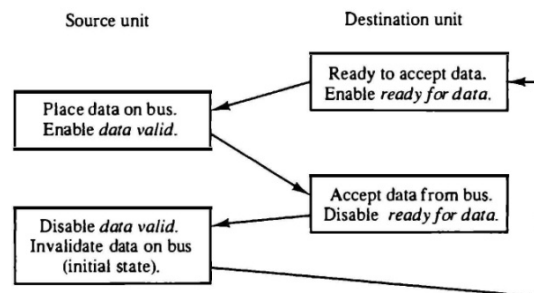 Source unit
Destination unit
Ready to accept data.
Enable ready for data.
Place data on bus.
Enable data valid.
Accept data from bus.
Disable ready for data.
Disable data valid.
Invalidate data on bus
(initial state).